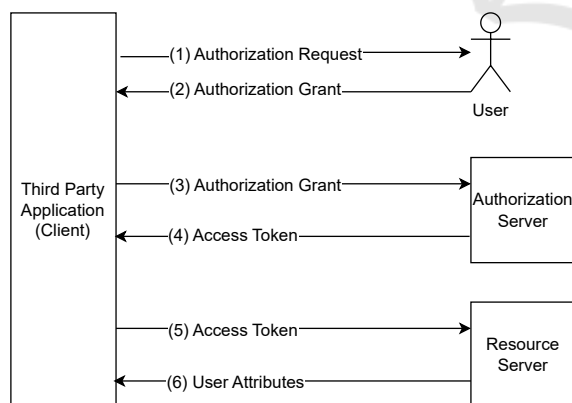 (1) Authorization Request
(2) Authorization Grant
User
Third Party
Application
(Client)
(3) Authorization Grant
(4) Access Token
Authorization
Server
(5) Access Token
(6) User Attributes
Resource
Server